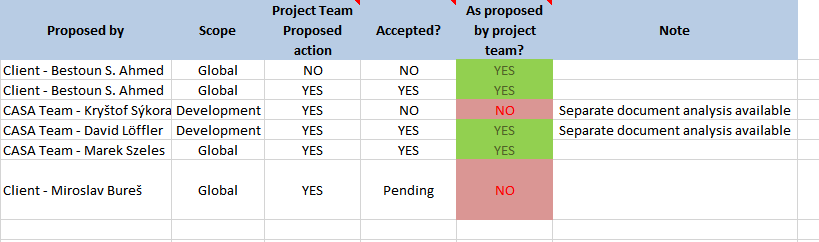 Proposed by Scope Project Team Proposed action Accepted? As proposed by project team? Note
Client - Bestoun S. Ahmed Global NO NO YES
Client - Bestoun S. Ahmed Global YES YES YES
CASA Team - Kryštof Sýkora Development YES NO NO Separate document analysis available
CASA Team - David Löffler Development YES YES YES Separate document analysis available
CASA Team - Marek Szeles Global YES YES YES
Client - Miroslav Bureš Global YES Pending NO